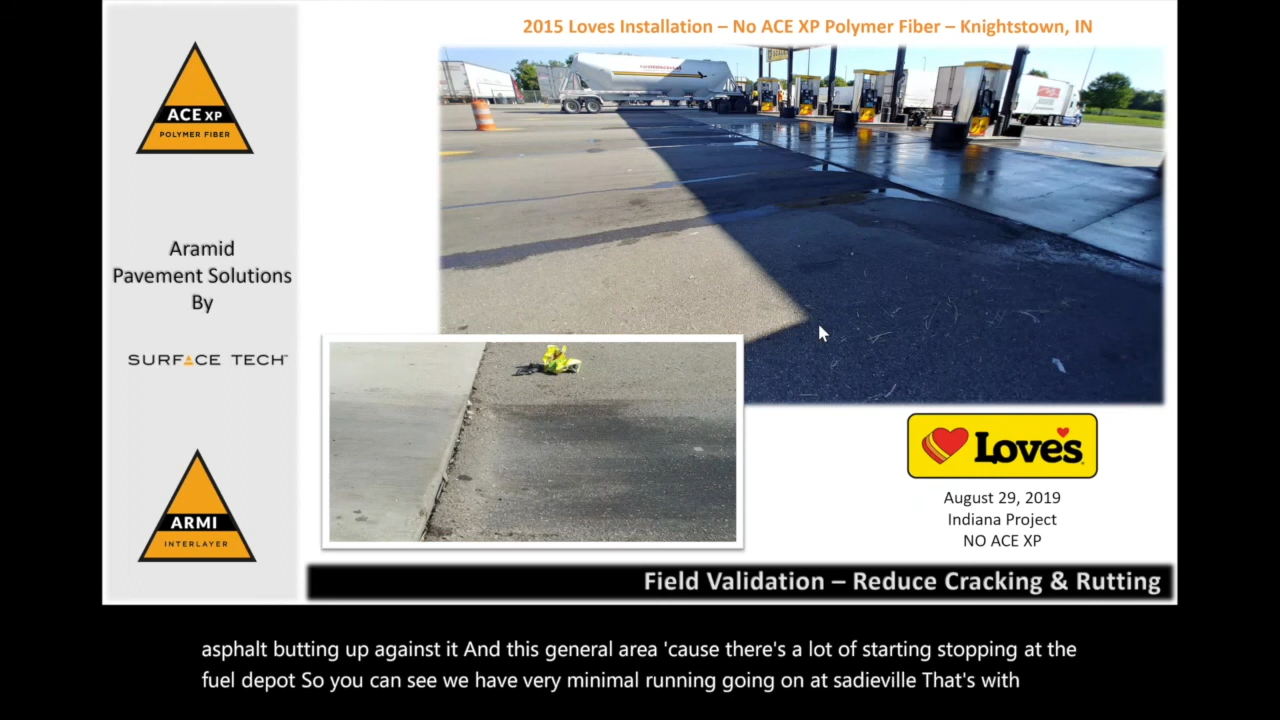 2015 Loves Installation – No ACE XP Polymer Fiber – Knightstown, IN
ACE XP
POLYMER FIBER
Aramid
Pavement Solutions
By
SURFACE TECH
ARMI
INTERLAYER
Love's
August 29, 2019
Indiana Project
NO ACE XP
Field Validation – Reduce Cracking & Rutting
asphalt butting up against it And this general area 'cause there's a lot of starting stopping at the
fuel depot So you can see we have very minimal running going on at sadieville That's with